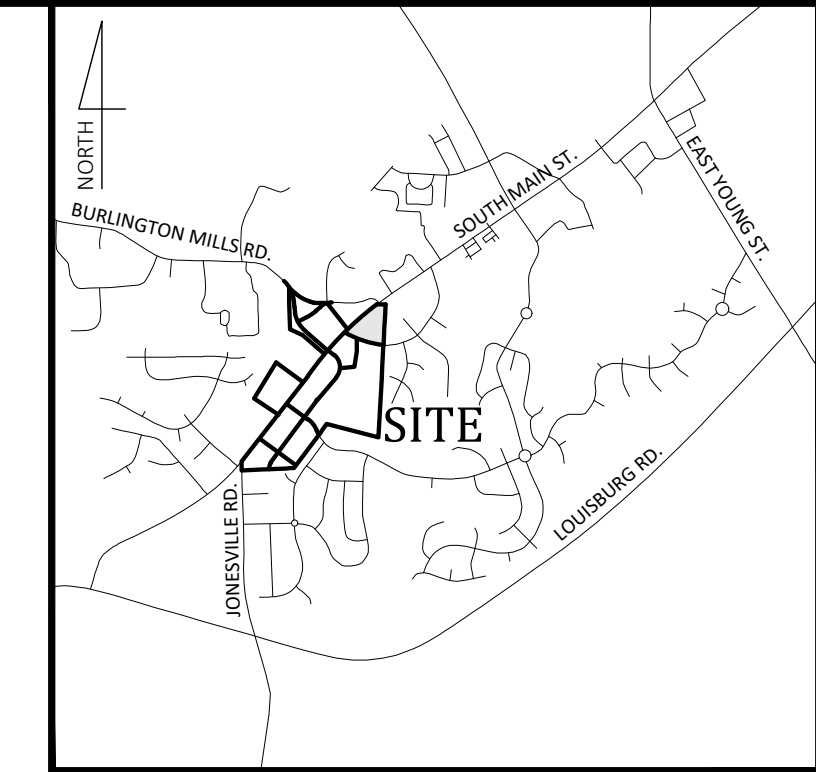 NORTH
BURLINGTON MILLS RD.
SOUTH MAIN ST.
EAST YOUNG ST.
SITE
LOUISBURG RD.
JONESVILLE RD.